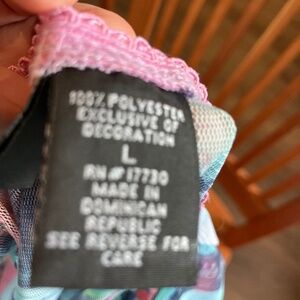 100% POLYESTER
EXCLUSIVE OF
DECORATION
L
RN# 17730
MADE IN
DOMINICAN
REPUBLIC
SEE REVERSE FOR
CARE